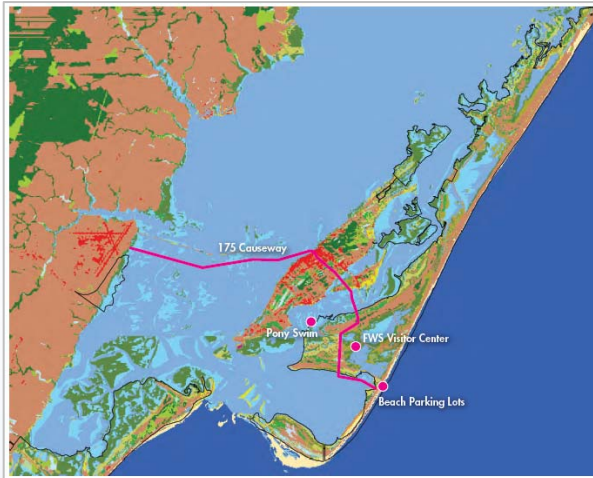 175 Causeway
Pony Swim
FWS Visitor Center
Beach Parking Lots